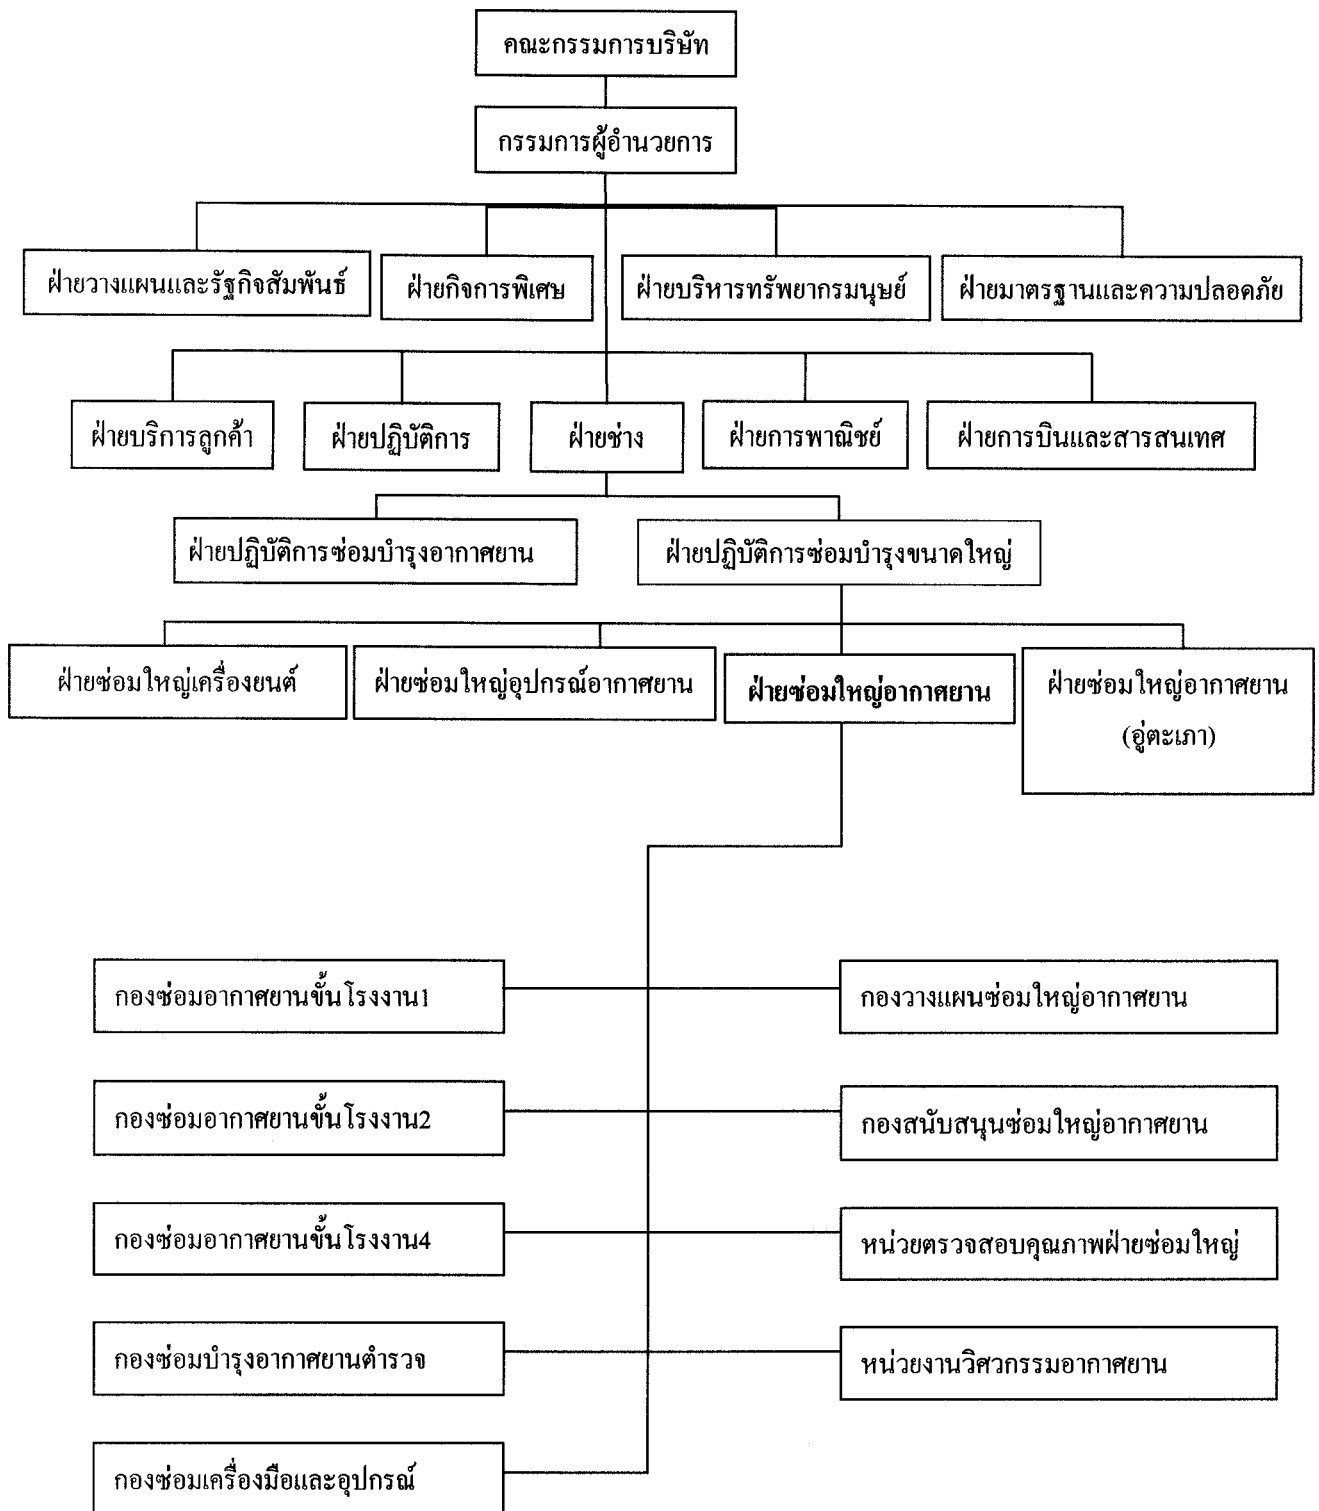 คณะกรรมการบริษัท
กรรมการผู้อำนวยการ
ฝ่ายวางแผนและรัฐกิจสัมพันธ์
ฝ่ายกิจการพิเศษ
ฝ่ายบริหารทรัพยากรมนุษย์
ฝ่ายมาตรฐานและความปลอดภัย
ฝ่ายบริการลูกค้า
ฝ่ายปฏิบัติการ
ฝ่ายช่าง
ฝ่ายการพาณิชย์
ฝ่ายการบินและสารสนเทศ
ฝ่ายปฏิบัติการซ่อมบำรุงอากาศยาน
ฝ่ายปฏิบัติการซ่อมบำรุงขนาดใหญ่
ฝ่ายซ่อมใหญ่เครื่องยนต์
ฝ่ายซ่อมใหญ่อุปกรณ์อากาศยาน
ฝ่ายซ่อมใหญ่อากาศยาน
ฝ่ายซ่อมใหญ่อากาศยาน
(อู่ตะเภา)
กองซ่อมอากาศยานขั้นโรงงาน1
กองวางแผนซ่อมใหญ่อากาศยาน
กองซ่อมอากาศยานขั้นโรงงาน2
กองสนับสนุนซ่อมใหญ่อากาศยาน
กองซ่อมอากาศยานขั้นโรงงาน4
หน่วยตรวจสอบคุณภาพฝ่ายซ่อมใหญ่
กองซ่อมบำรุงอากาศยานตำรวจ
หน่วยงานวิศวกรรมอากาศยาน
กองซ่อมเครื่องมือและอุปกรณ์